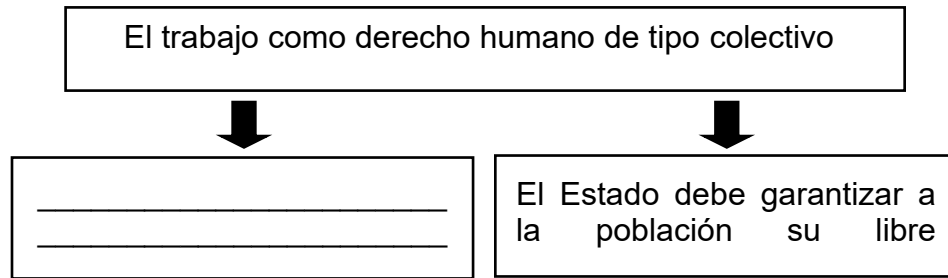 El trabajo como derecho humano de tipo colectivo
El Estado debe garantizar a
la población su libre